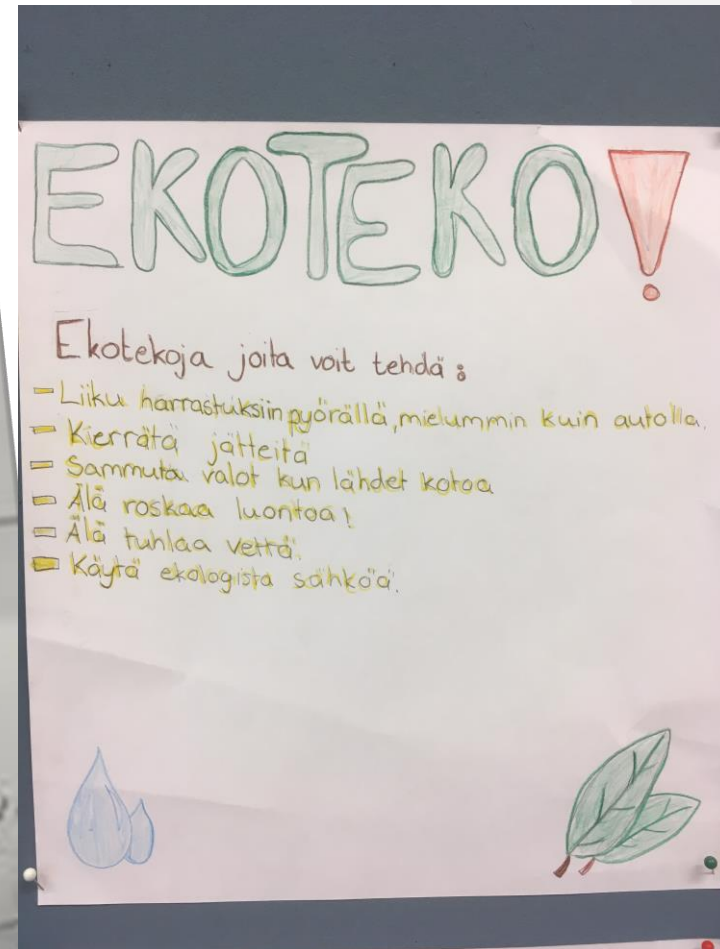 EKOTEKO!
Ekotekoja joita voit tehdä:
- Liiku harrastuksiin pyörällä, mielummin kuin autolla.
- Kierrätä jätteitä
- Sammuta valot kun lähdet kotoa
- Älä roskaa luontoa!
- Älä tuhlaa vettä.
- Käytä ekologista sähköä.